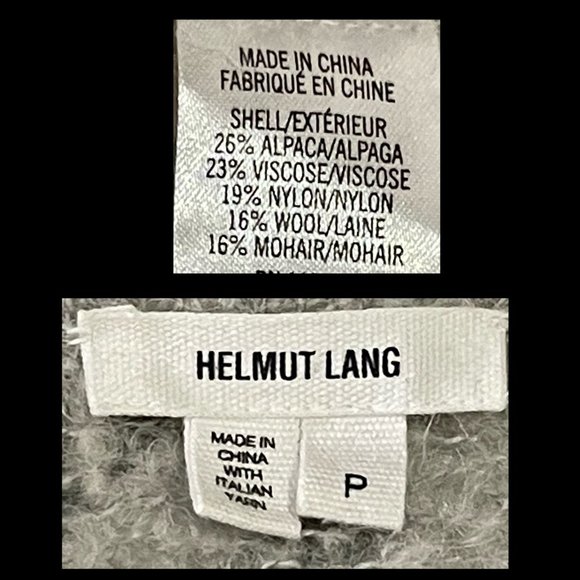 MADE IN CHINA
FABRIQUÉ EN CHINE
SHELL/EXTÉRIEUR
26% ALPACA/ALPAGA
23% VISCOSE/VISCOSE
19% NYLON/NYLON
16% WOOL/LAINE
16% MOHAIR/MOHAIR
HELMUT LANG
MADE IN
CHINA
WITH
ITALIAN
YARN
P